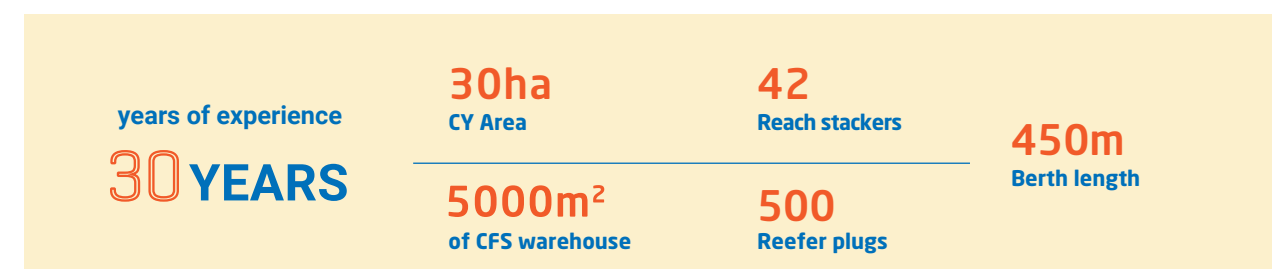 years of experience
30 YEARS
30ha
CY Area
42
Reach stackers
5000m²
of CFS warehouse
500
Reefer plugs
450m
Berth length